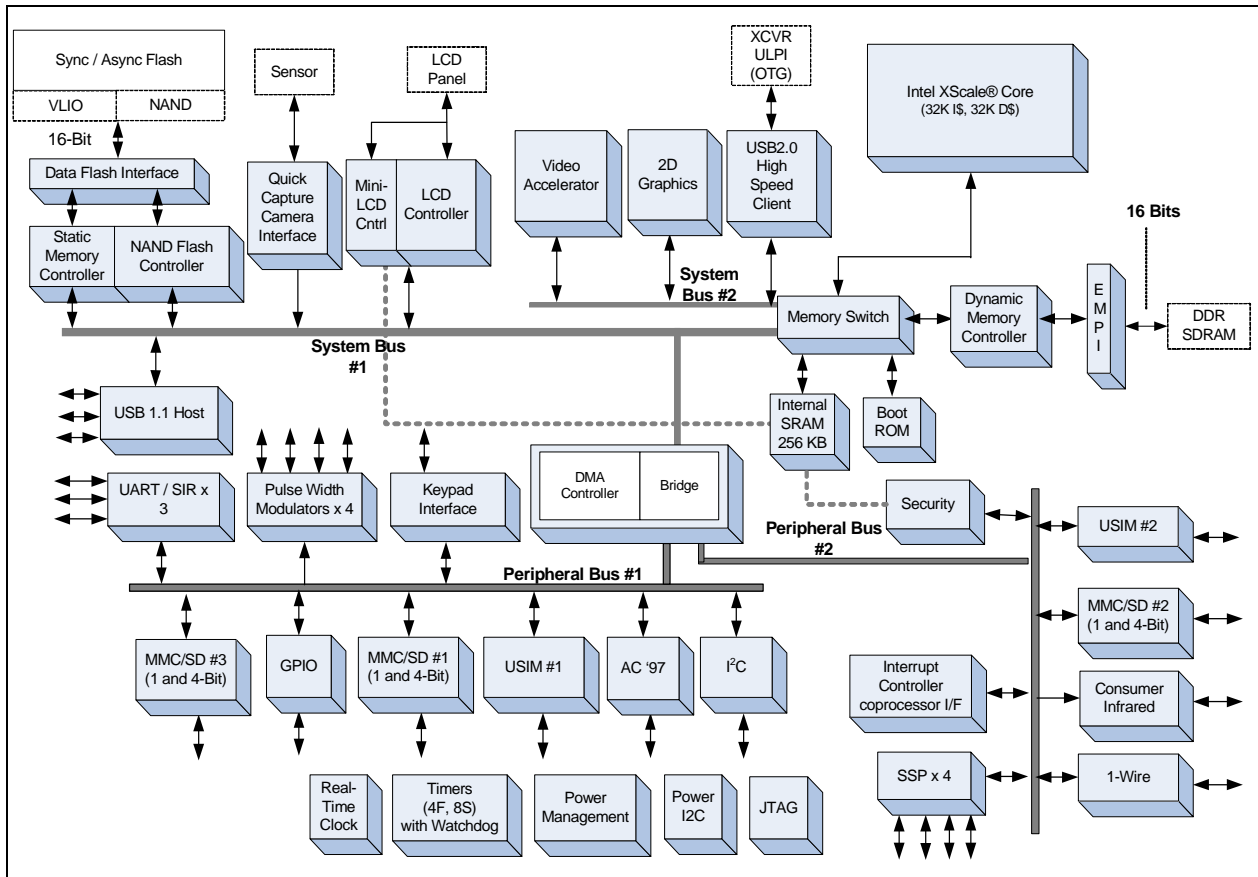 Sync / Async Flash
VLIO
NAND
16-Bit
Data Flash Interface
Static
Memory
Controller
NAND Flash
Controller
Sensor
Quick
Capture
Camera
Interface
LCD
Panel
Mini-
LCD
Cntrl
LCD
Controller
Video
Accelerator
2D
Graphics
XCVR
ULPI
(OTG)
USB2.0
High
Speed
Client
Intel XScale® Core
(32K I$, 32K D$)
16 Bits
System
Bus #2
System Bus
#1
Memory Switch
Dynamic
Memory
Controller
E
M
P
I
DDR
SDRAM
USB 1.1 Host
Internal
SRAM
256 KB
Boot
ROM
UART / SIR x
3
Pulse Width
Modulators x 4
Keypad
Interface
DMA
Controller
Bridge
Security
Peripheral Bus
#2
Peripheral Bus #1
USIM #2
MMC/SD #3
(1 and 4-Bit)
GPIO
MMC/SD #1
(1 and 4-Bit)
USIM #1
AC '97
I²C
MMC/SD #2
(1 and 4-Bit)
Interrupt
Controller
coprocessor I/F
Consumer
Infrared
SSP x 4
1-Wire
Real-
Time
Clock
Timers
(4F, 8S)
with Watchdog
Power
Management
Power
I2C
JTAG